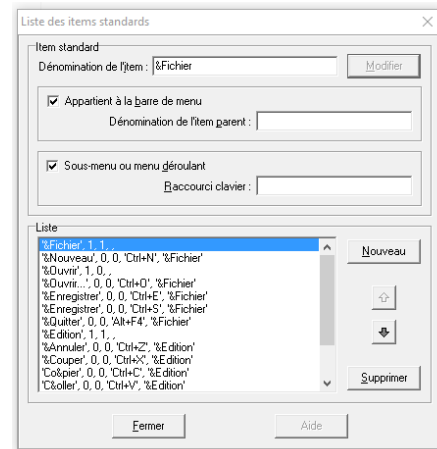 Liste des items standards
Item standard
Dénomination de l'item : &Fichier
Modifier
Appartient à la barre de menu
Dénomination de l'item parent :
Sous-menu ou menu déroulant
Raccourci clavier :
Liste
'&Fichier', 1, 1, ,
'&Nouveau', 0, 0, 'Ctrl+N', '&Fichier'
'&Ouvrir', 1, 0, ,
'&Ouvrir...', 0, 0, 'Ctrl+O', '&Fichier'
'&Enregistrer', 0, 0, 'Ctrl+E', '&Fichier'
'&Enregistrer', 0, 0, 'Ctrl+S', '&Fichier'
'&Quitter', 0, 0, 'Alt+F4', '&Fichier'
'&Edition', 1, 1, ,
'&Annuler', 0, 0, 'Ctrl+Z', '&Edition'
'&Couper', 0, 0, 'Ctrl+X', '&Edition'
'Co&pier', 0, 0, 'Ctrl+C', '&Edition'
'C&oller', 0, 0, 'Ctrl+V', '&Edition'
Nouveau
Supprimer
Fermer
Aide